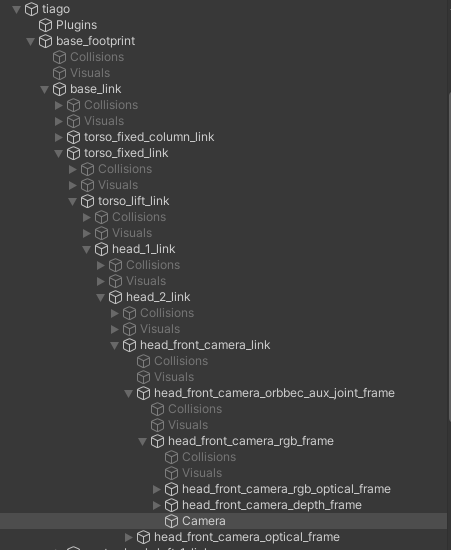 tiago
Plugins
base_footprint
Collisions
Visuals
base_link
Collisions
Visuals
torso_fixed_column_link
torso_fixed_link
Collisions
Visuals
torso_lift_link
Collisions
Visuals
head_1_link
Collisions
Visuals
head_2_link
Collisions
Visuals
head_front_camera_link
Collisions
Visuals
head_front_camera_orbbec_aux_joint_frame
Collisions
Visuals
head_front_camera_rgb_frame
Collisions
Visuals
head_front_camera_rgb_optical_frame
head_front_camera_depth_frame
Camera
head_front_camera_optical_frame